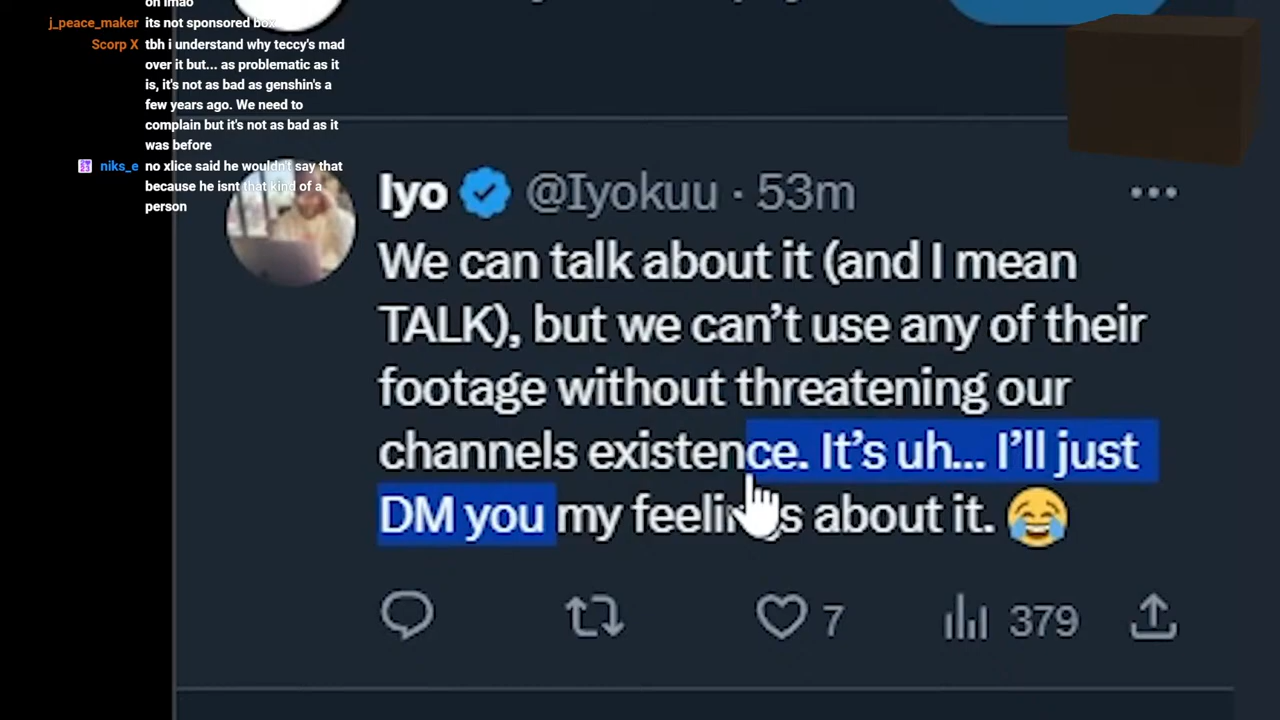 on lmao
j_peace_maker its not sponsored box
Scorp X tbh i understand why teccy's mad
over it but... as problematic as it
is, it's not as bad as genshin's a
few years ago. We need to
complain but it's not as bad as it
was before
niks_e no xlice said he wouldn't say that
because he isnt that kind of a
person
Iyo @Iyokuu · 53m
We can talk about it (and I mean
TALK), but we can’t use any of their
footage without threatening our
channels existence. It’s uh... I’ll just
DM you my feelings about it. 😂
7 379